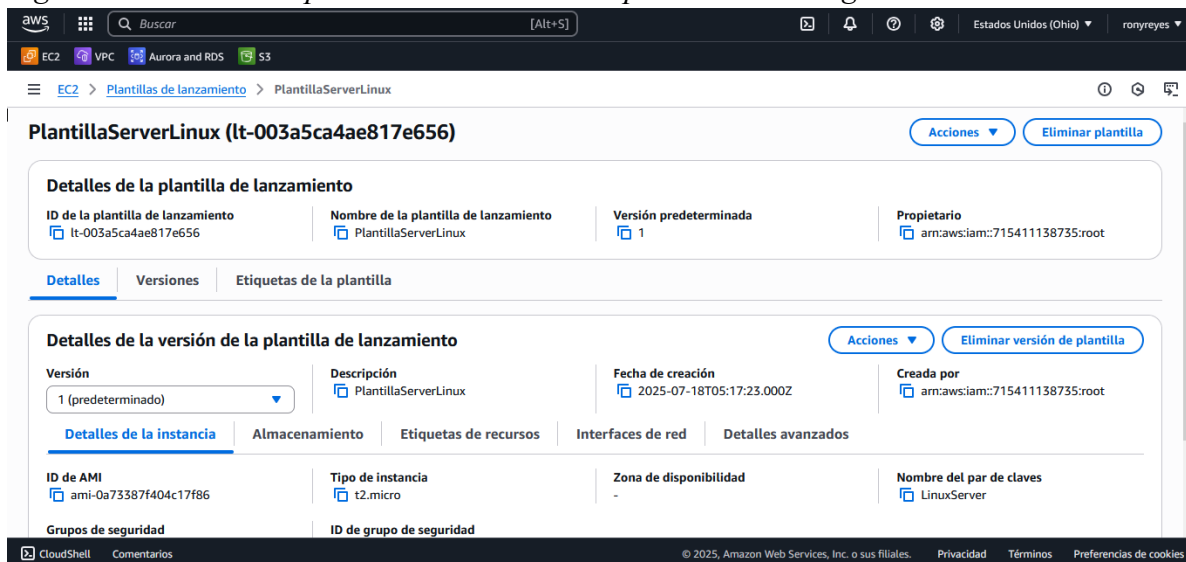 aws
Buscar
[Alt+S]
Estados Unidos (Ohio)
ronyreyes
EC2
VPC
Aurora and RDS
S3
EC2 > Plantillas de lanzamiento > PlantillaServerLinux
PlantillaServerLinux (lt-003a5ca4ae817e656)
Acciones
Eliminar plantilla
Detalles de la plantilla de lanzamiento
ID de la plantilla de lanzamiento
lt-003a5ca4ae817e656
Nombre de la plantilla de lanzamiento
PlantillaServerLinux
Versión predeterminada
1
Propietario
arn:aws:iam::715411138735:root
Detalles
Versiones
Etiquetas de la plantilla
Detalles de la versión de la plantilla de lanzamiento
Acciones
Eliminar versión de plantilla
Versión
1 (predeterminado)
Descripción
PlantillaServerLinux
Fecha de creación
2025-07-18T05:17:23.000Z
Creada por
arn:aws:iam::715411138735:root
Detalles de la instancia
Almacenamiento
Etiquetas de recursos
Interfaces de red
Detalles avanzados
ID de AMI
ami-0a73387f404c17f86
Tipo de instancia
t2.micro
Zona de disponibilidad
-
Nombre del par de claves
LinuxServer
Grupos de seguridad
ID de grupo de seguridad
CloudShell
Comentarios
© 2025, Amazon Web Services, Inc. o sus filiales.
Privacidad
Términos
Preferencias de cookies